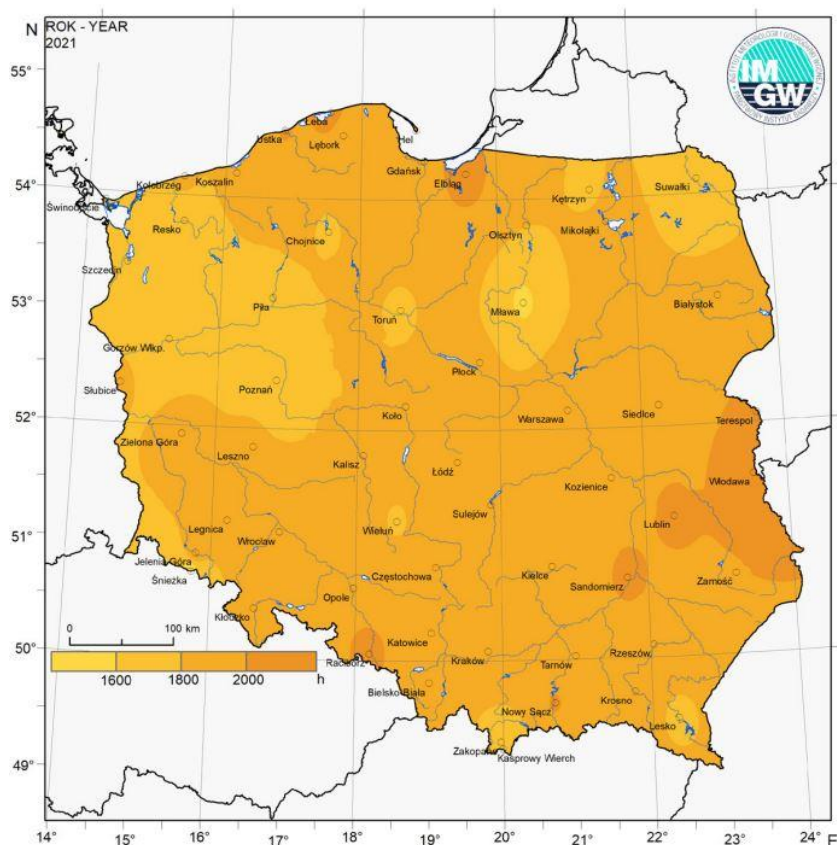 N
ROK - YEAR
2021
IM
GW
55°
54°
53°
52°
51°
50°
49°
Łeba
Ustka
Lębork
Hel
Gdańsk
Elbląg
Kętrzyn
Suwałki
Kołobrzeg
Koszalin
Świnoujście
Resko
Chojnice
Olsztyn
Mikołajki
Szczecin
Piła
Toruń
Mława
Białystok
Gorzów Wlkp.
Słubice
Poznań
Płock
Koło
Warszawa
Siedlce
Terespol
Zielona Góra
Leszno
Kalisz
Łódź
Kozienice
Włodawa
Sulejów
Lublin
Legnica
Wrocław
Wieluń
Jelenia Góra
Śnieżka
Częstochowa
Kielce
Sandomierz
Zamość
Opole
Kłodzko
0 100 km
Katowice
Racibórz
Kraków
Tarnów
Rzeszów
1600 1800 2000 h
Bielsko-Biała
Nowy Sącz
Krosno
Lesko
Zakopane
Kasprowy Wierch
14° 15° 16° 17° 18° 19° 20° 21° 22° 23° 24° E